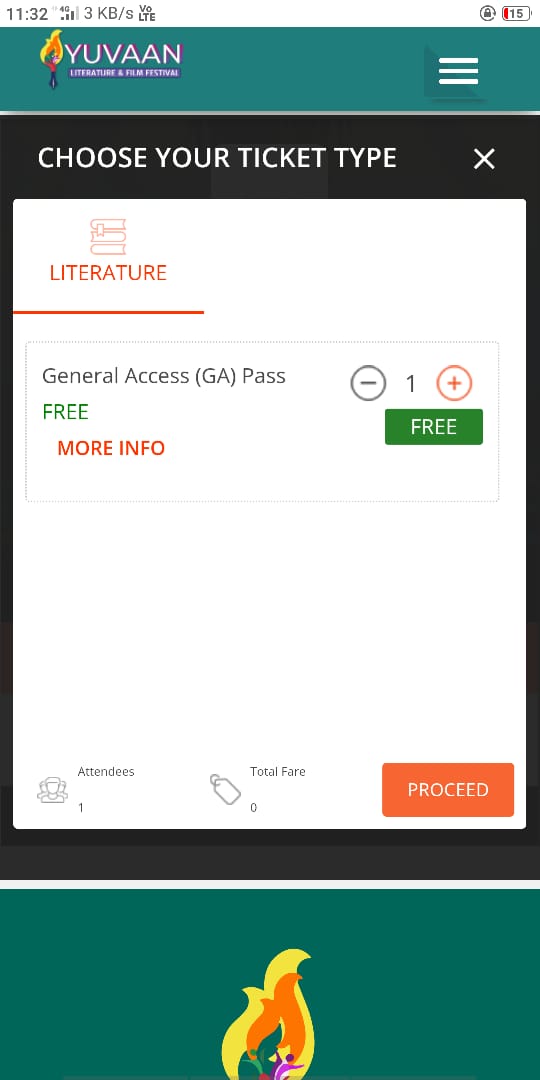 11:32 4G 3 KB/s Vo LTE 15
YUVAAN
LITERATURE & FILM FESTIVAL
CHOOSE YOUR TICKET TYPE
LITERATURE
General Access (GA) Pass
1
FREE
FREE
MORE INFO
Attendees
1
Total Fare
0
PROCEED